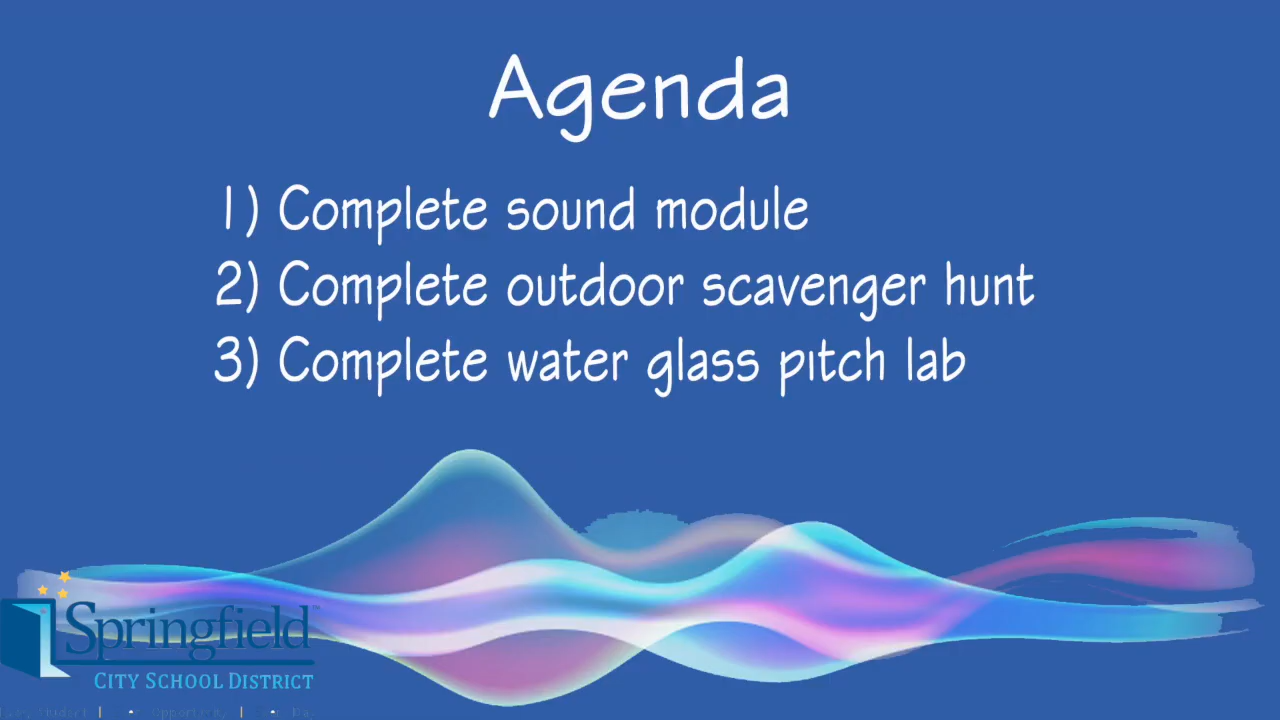 Agenda
1) Complete sound module
2) Complete outdoor scavenger hunt
3) Complete water glass pitch lab
Springfield
CITY SCHOOL DISTRICT